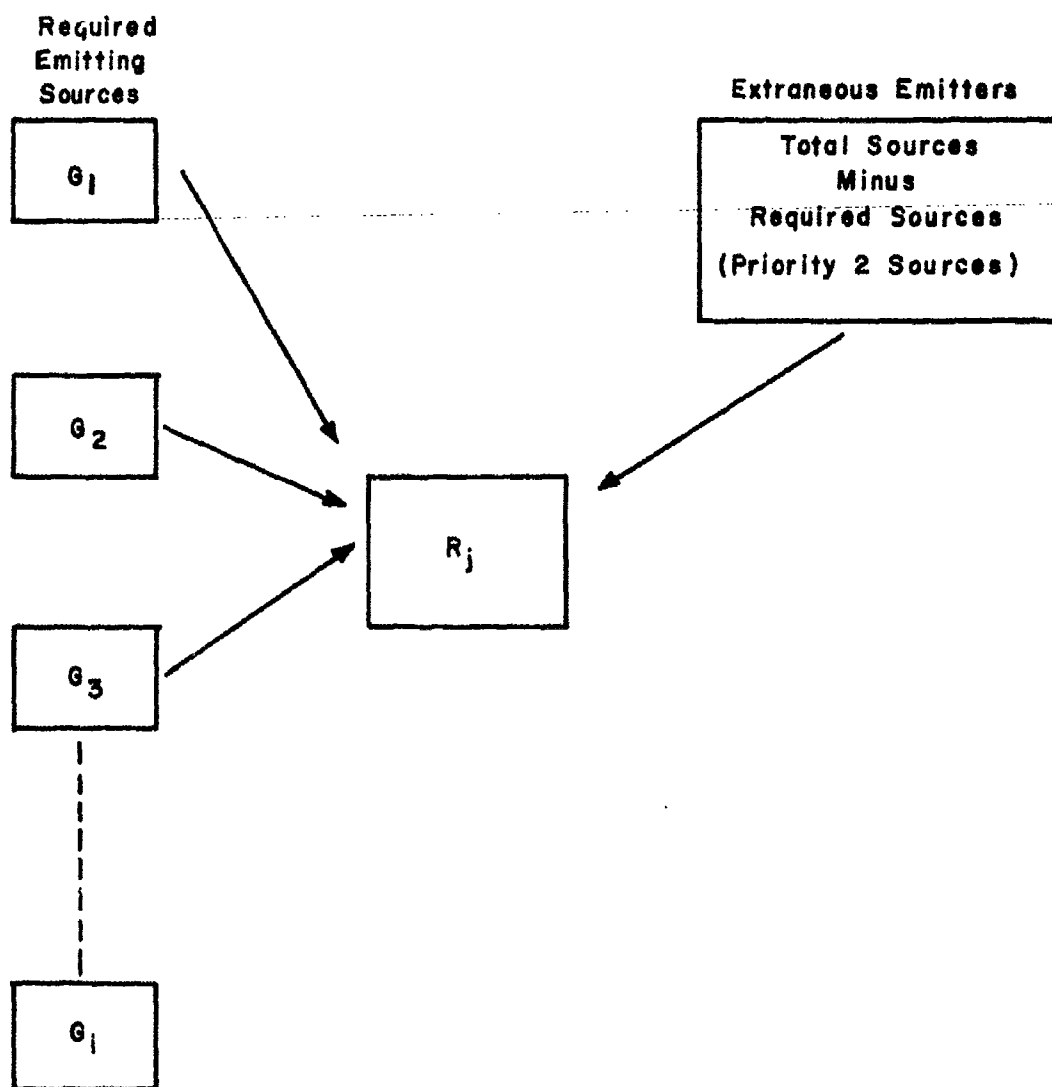 Required
Emitting
Sources
G1
G2
G3
Gi
Rj
Extraneous Emitters
Total Sources
Minus
Required Sources
(Priority 2 Sources)